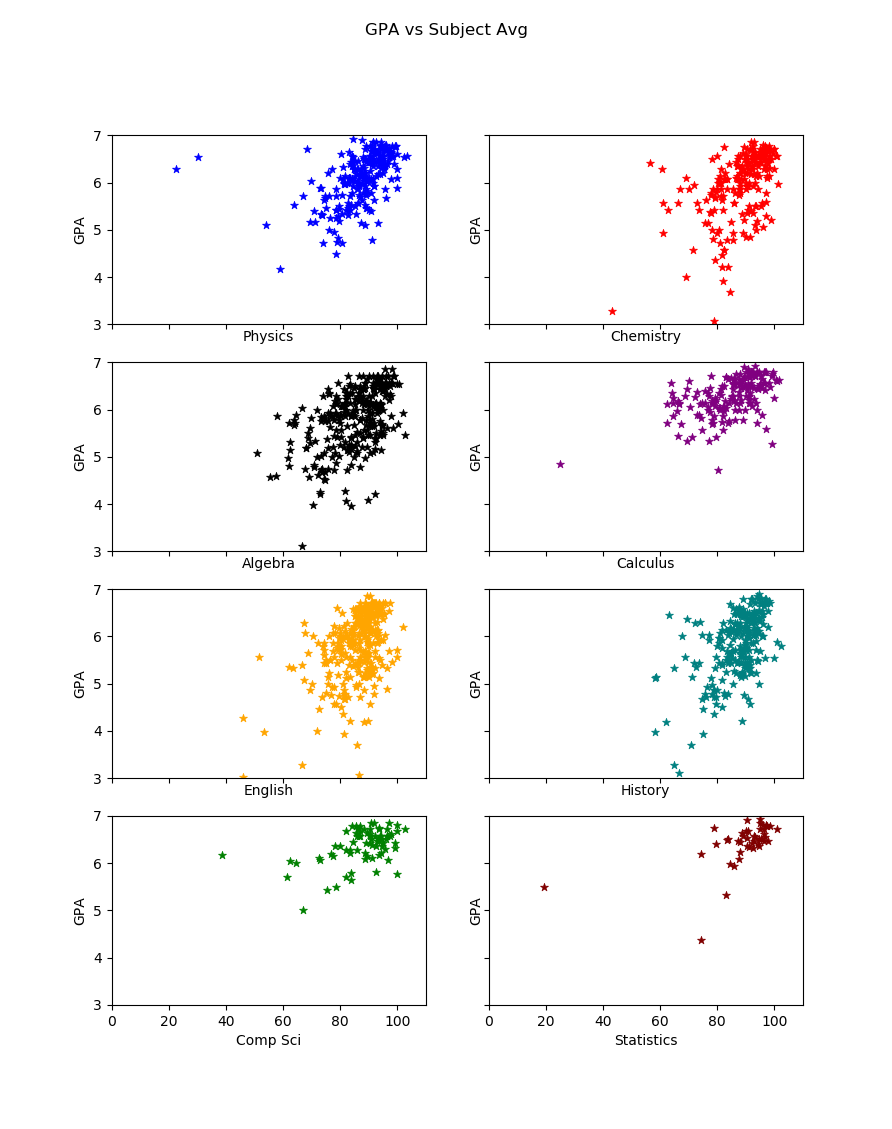 GPA vs Subject Avg
7
6
5
4
3
GPA
Physics
GPA
Chemistry
7
6
5
4
3
GPA
Algebra
GPA
Calculus
7
6
5
4
3
GPA
English
GPA
History
7
6
5
4
3
GPA
0 20 40 60 80 100
Comp Sci
GPA
0 20 40 60 80 100
Statistics